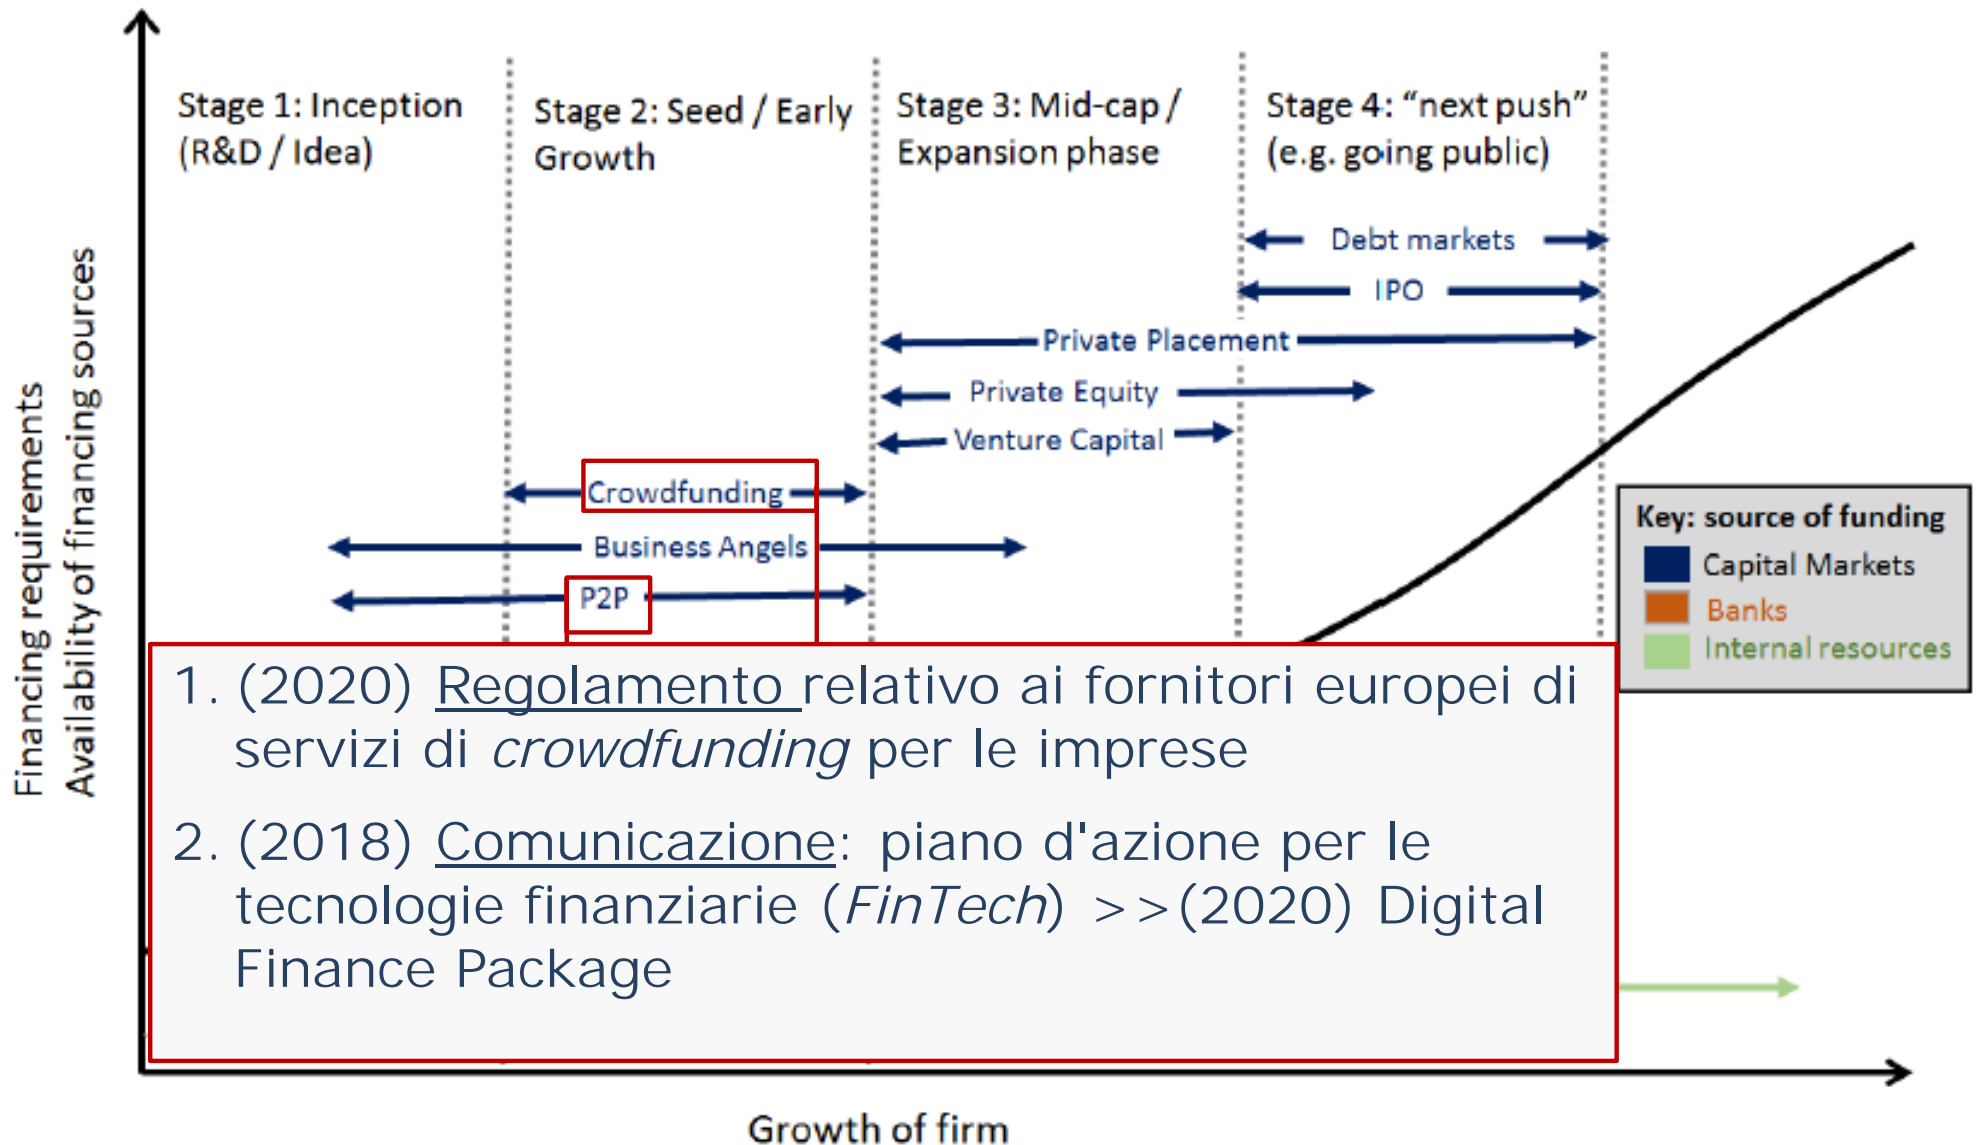 Stage 1: Inception
(R&D / Idea)
Stage 2: Seed / Early
Growth
Stage 3: Mid-cap /
Expansion phase
Stage 4: “next push”
(e.g. going public)
Debt markets
IPO
Private Placement
Private Equity
Venture Capital
Crowdfunding
Business Angels
P2P
Financing requirements
Availability of financing sources
Key: source of funding
Capital Markets
Banks
Internal resources
1. (2020) Regolamento relativo ai fornitori europei di
servizi di crowdfunding per le imprese
2. (2018) Comunicazione: piano d'azione per le
tecnologie finanziarie (FinTech) >>(2020) Digital
Finance Package
Growth of firm